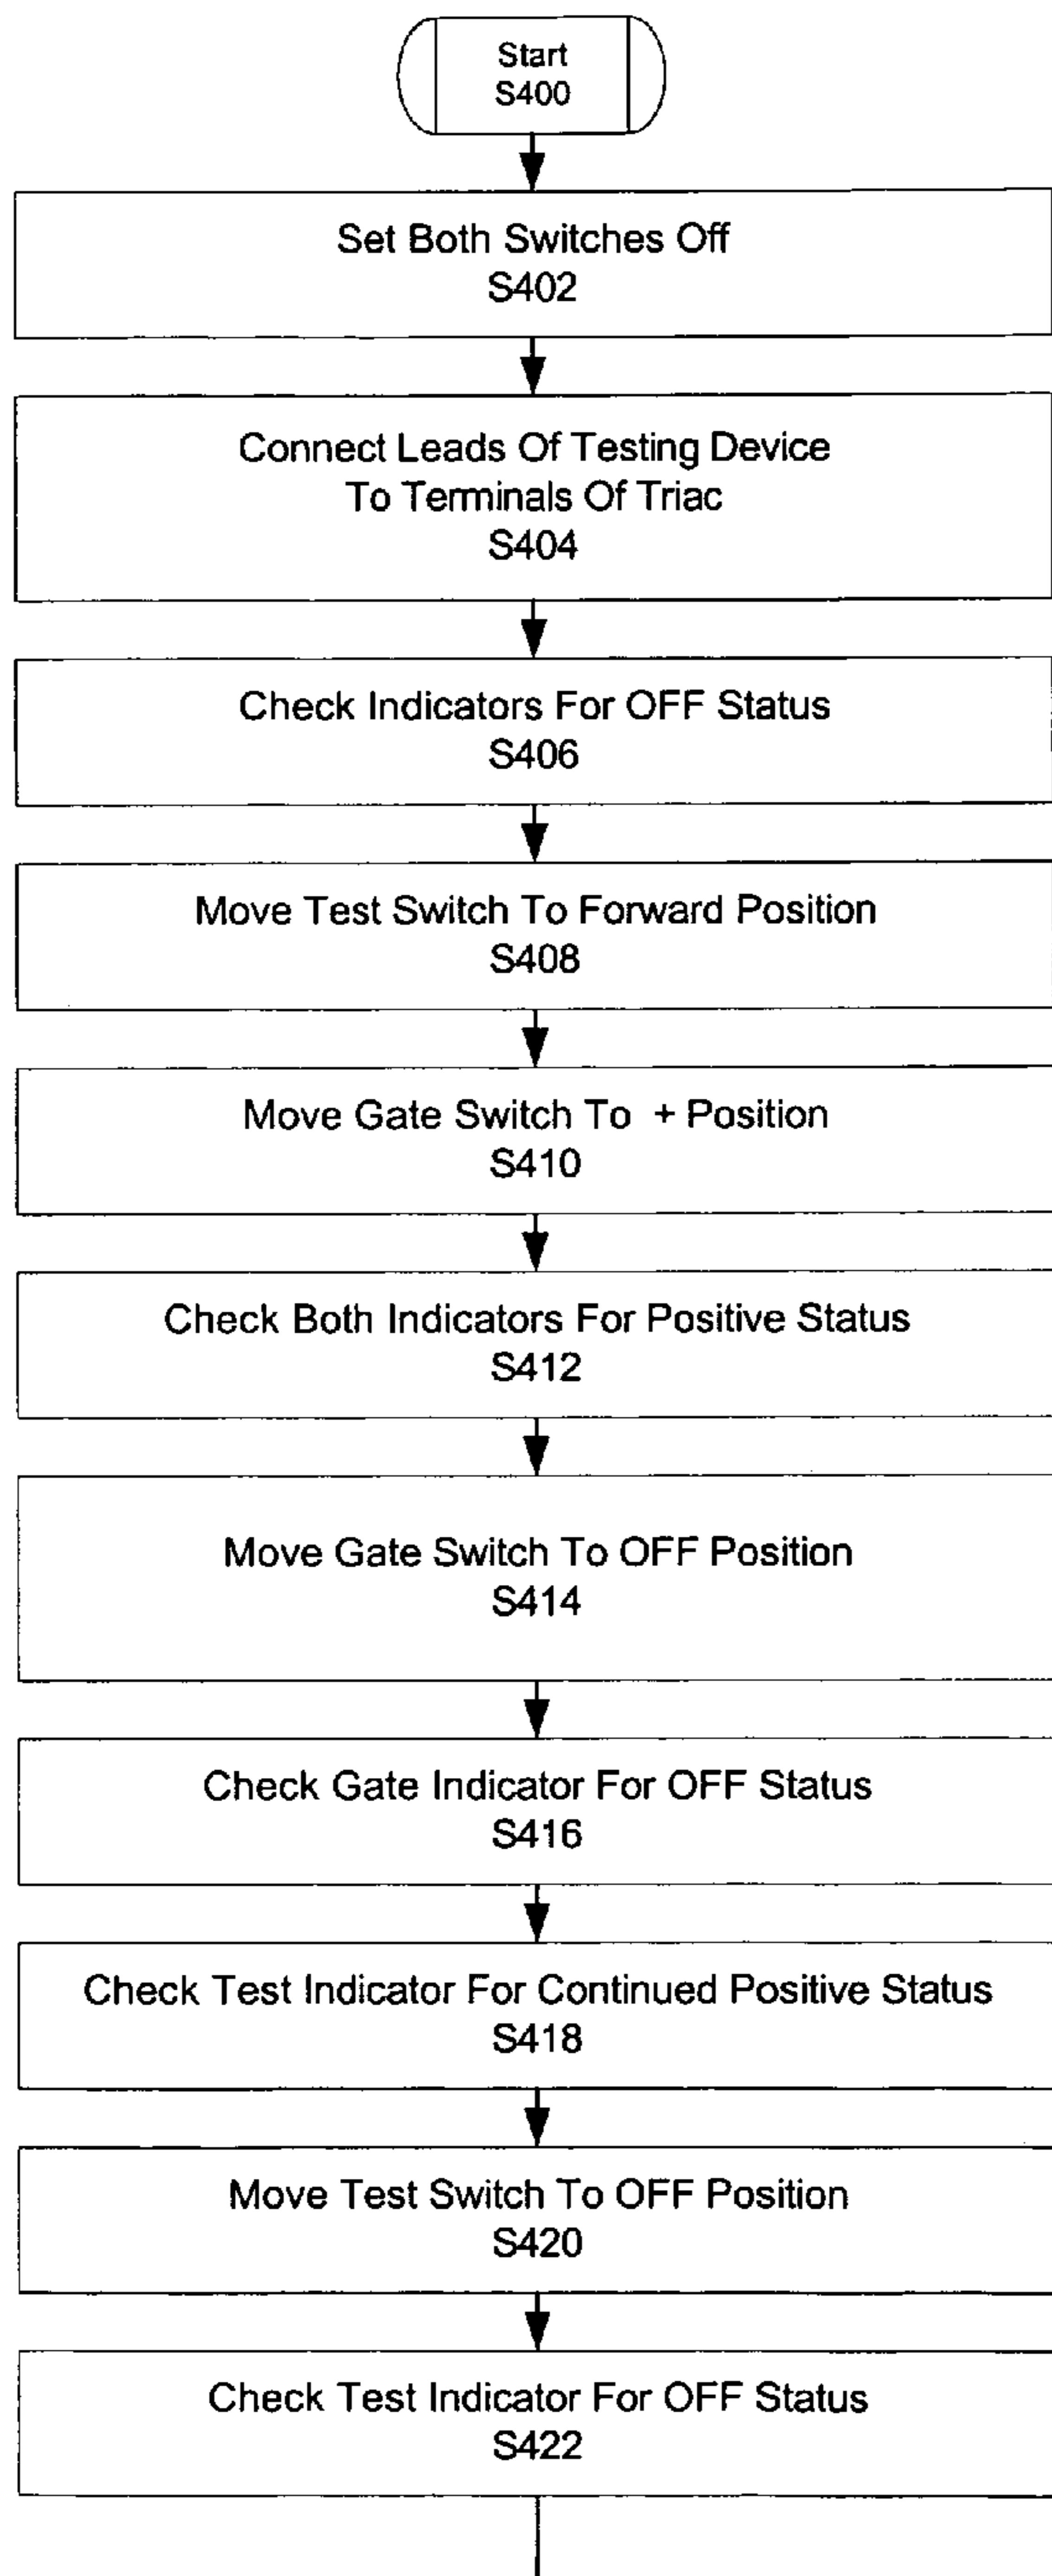 Start
S400
Set Both Switches Off
S402
Connect Leads Of Testing Device
To Terminals Of Triac
S404
Check Indicators For OFF Status
S406
Move Test Switch To Forward Position
S408
Move Gate Switch To + Position
S410
Check Both Indicators For Positive Status
S412
Move Gate Switch To OFF Position
S414
Check Gate Indicator For OFF Status
S416
Check Test Indicator For Continued Positive Status
S418
Move Test Switch To OFF Position
S420
Check Test Indicator For OFF Status
S422